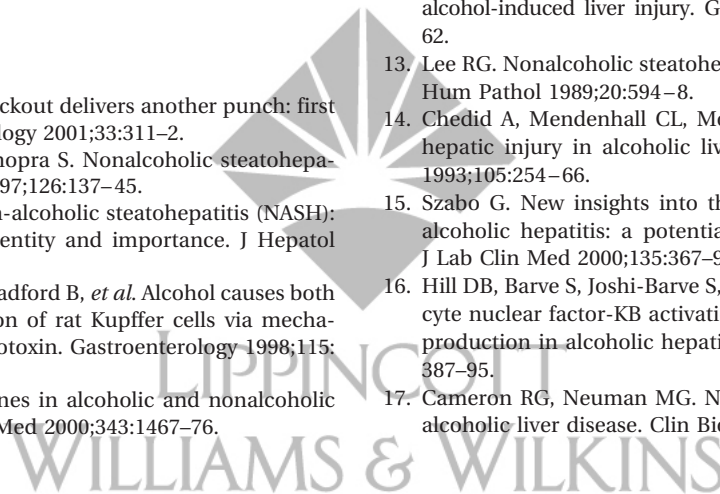 ckout delivers another punch: first
logy 2001;33:311–2.
hopra S. Nonalcoholic steatohepa-
97;126:137–45.
n-alcoholic steatohepatitis (NASH):
entity and importance. J Hepatol
adford B, et al. Alcohol causes both
on of rat Kupffer cells via mecha-
otoxin. Gastroenterology 1998;115:
nes in alcoholic and nonalcoholic
Med 2000;343:1467–76.
alcohol-induced liver injury. G
62.
13. Lee RG. Nonalcoholic steatohe
Hum Pathol 1989;20:594–8.
14. Chedid A, Mendenhall CL, Mo
hepatic injury in alcoholic liv
1993;105:254–66.
15. Szabo G. New insights into th
alcoholic hepatitis: a potentia
J Lab Clin Med 2000;135:367–9
16. Hill DB, Barve S, Joshi-Barve S,
cyte nuclear factor-KB activati
production in alcoholic hepati
387–95.
17. Cameron RG, Neuman MG. N
alcoholic liver disease. Clin Bio
LIPPINCOTT
WILLIAMS & WILKINS